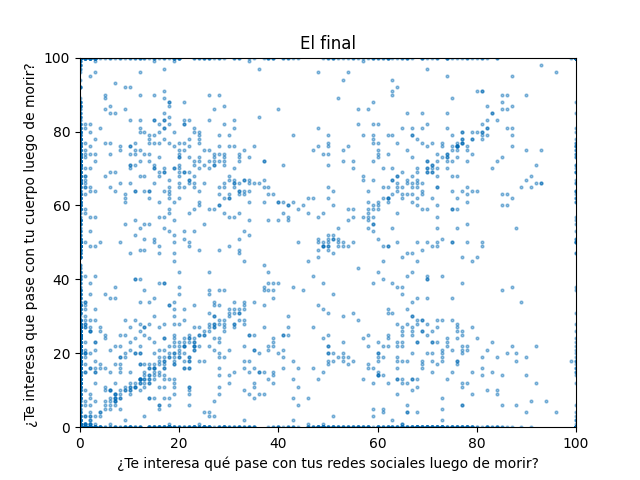 El final
100
80
60
40
20
0
¿Te interesa que pase con tu cuerpo luego de morir?
0 20 40 60 80 100
¿Te interesa qué pase con tus redes sociales luego de morir?